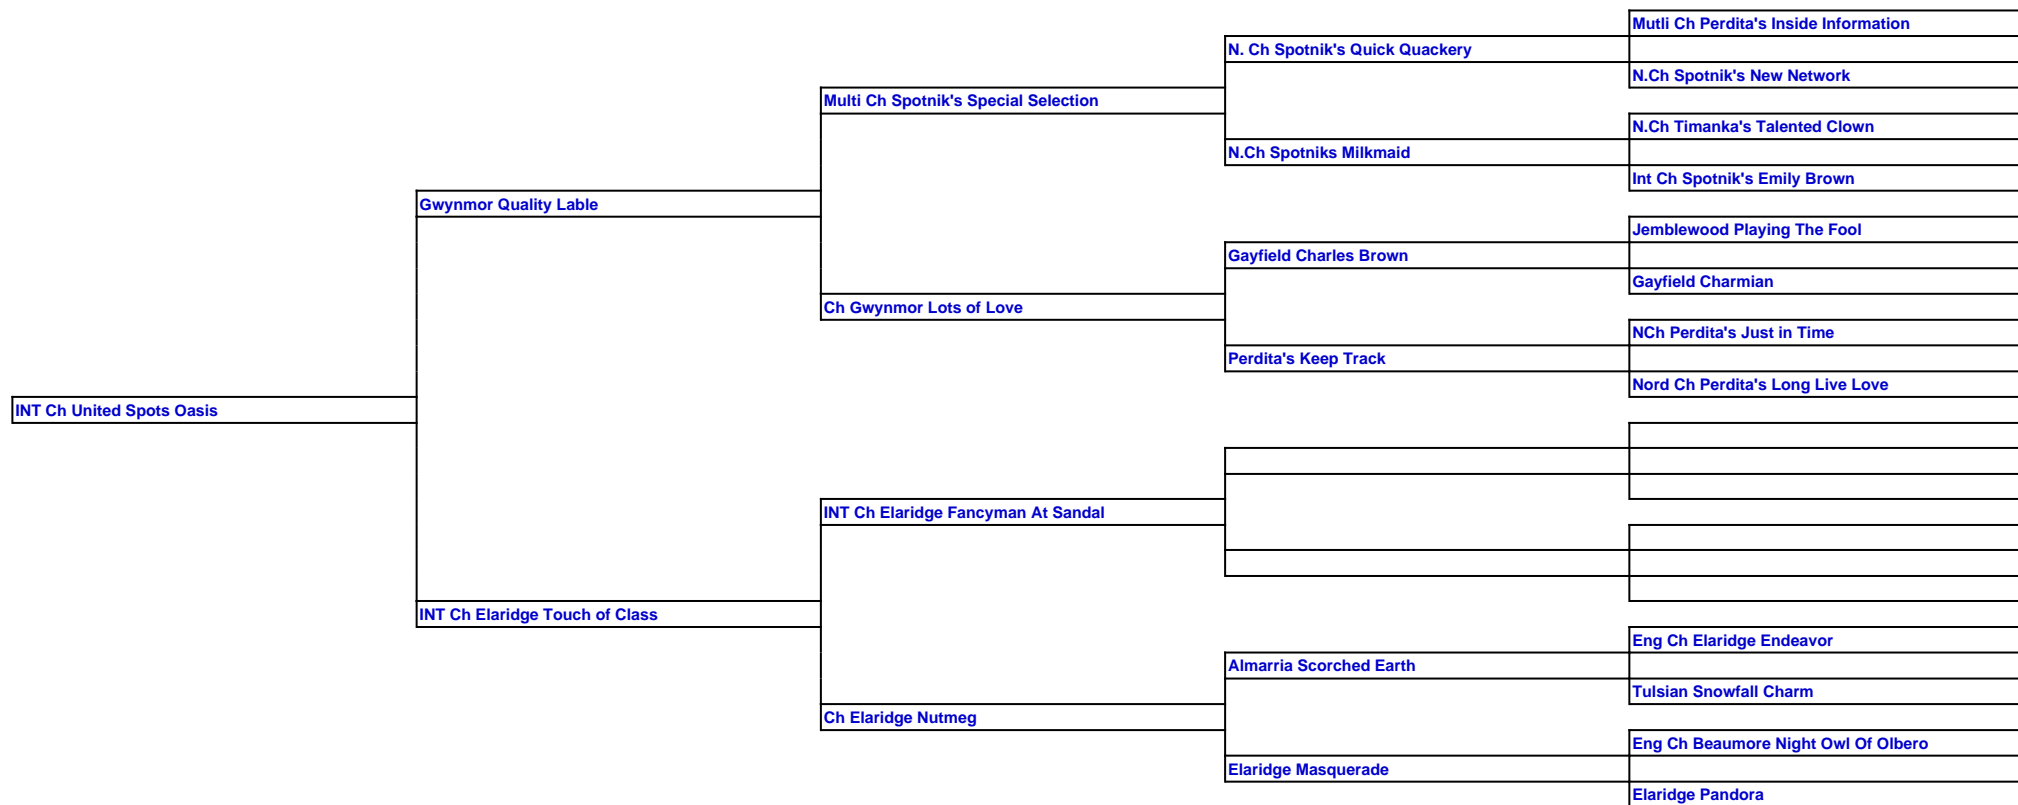 Mutli Ch Perdita's Inside Information
N. Ch Spotnik's Quick Quackery
N.Ch Spotnik's New Network
Multi Ch Spotnik's Special Selection
N.Ch Timanka's Talented Clown
N.Ch Spotniks Milkmaid
Int Ch Spotnik's Emily Brown
Gwynmor Quality Lable
Jemblewood Playing The Fool
Gayfield Charles Brown
Gayfield Charmian
Ch Gwynmor Lots of Love
NCh Perdita's Just in Time
Perdita's Keep Track
Nord Ch Perdita's Long Live Love
INT Ch United Spots Oasis
INT Ch Elaridge Fancyman At Sandal
INT Ch Elaridge Touch of Class
Eng Ch Elaridge Endeavor
Almarria Scorched Earth
Tulsian Snowfall Charm
Ch Elaridge Nutmeg
Eng Ch Beaumore Night Owl Of Olbero
Elaridge Masquerade
Elaridge Pandora